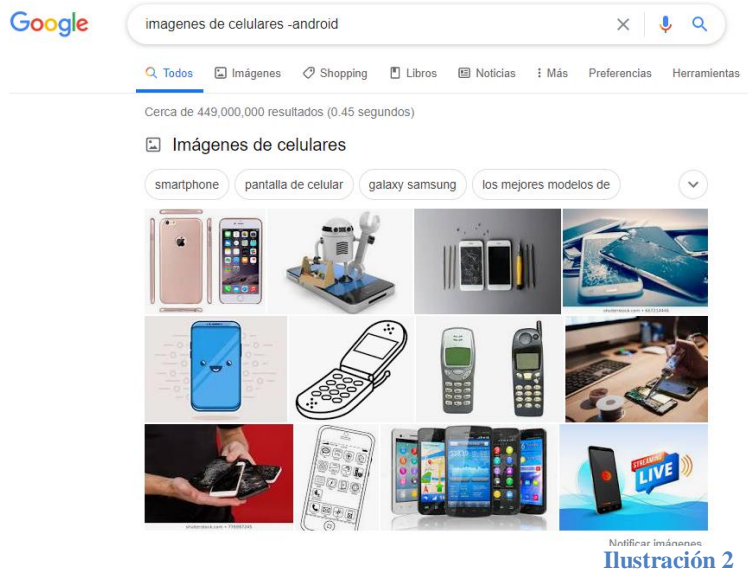 Google
imagenes de celulares -android
Todos Imágenes Shopping Libros Noticias Más Preferencias Herramientas
Cerca de 449,000,000 resultados (0.45 segundos)
Imágenes de celulares
smartphone pantalla de celular galaxy samsung los mejores modelos de
STREAMING
LIVE
Notificar imágenes
Ilustración 2